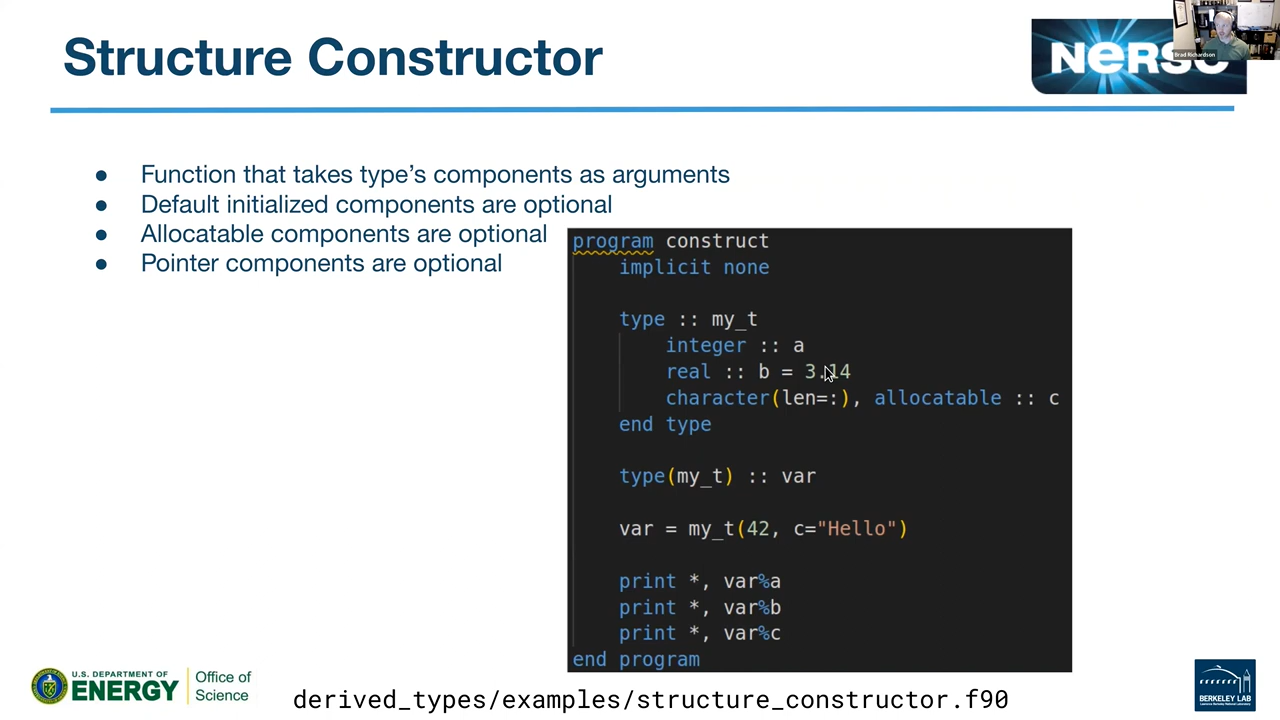 Structure Constructor
NERSC
Brad Richardson
● Function that takes type's components as arguments
● Default initialized components are optional
● Allocatable components are optional
● Pointer components are optional
program construct
implicit none
type :: my_t
integer :: a
real :: b = 3.14
character(len=:), allocatable :: c
end type
type(my_t) :: var
var = my_t(42, c="Hello")
print *, var%a
print *, var%b
print *, var%c
end program
U.S. DEPARTMENT OF
ENERGY
Office of
Science
derived_types/examples/structure_constructor.f90
BERKELEY LAB